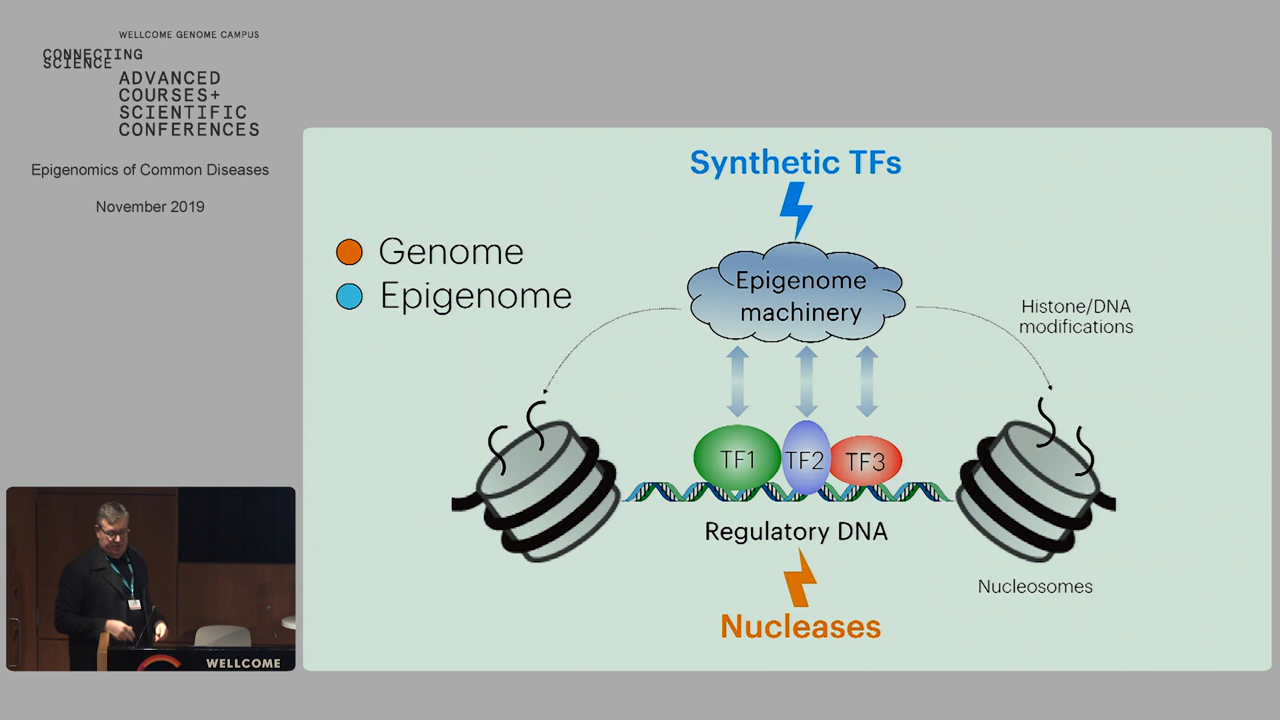 WELLCOME GENOME CAMPUS
CONNECTING
SCIENCE
ADVANCED
COURSES+
SCIENTIFIC
CONFERENCES
Epigenomics of Common Diseases
November 2019
Synthetic TFs
Genome
Epigenome
Epigenome
machinery
Histone/DNA
modifications
TF1
TF2
TF3
Regulatory DNA
Nucleosomes
Nucleases
WELLCOME